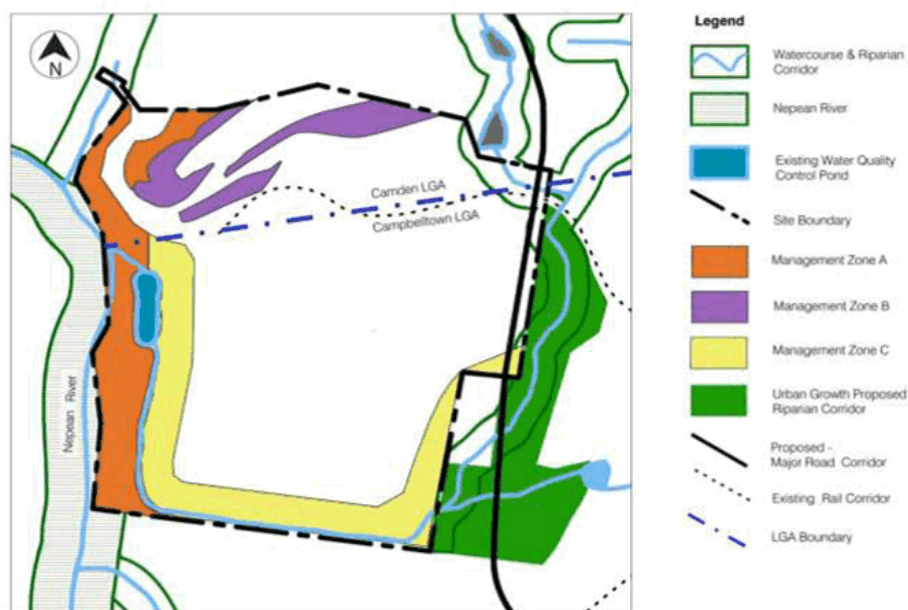 N
Camden LGA
Campbelltown LGA
Nepean River
Legend
Watercourse & Riparian
Corridor
Nepean River
Existing Water Quality
Control Pond
Site Boundary
Management Zone A
Management Zone B
Management Zone C
Urban Growth Proposed
Riparian Corridor
Proposed -
Major Road Corridor
Existing Rail Corridor
LGA Boundary